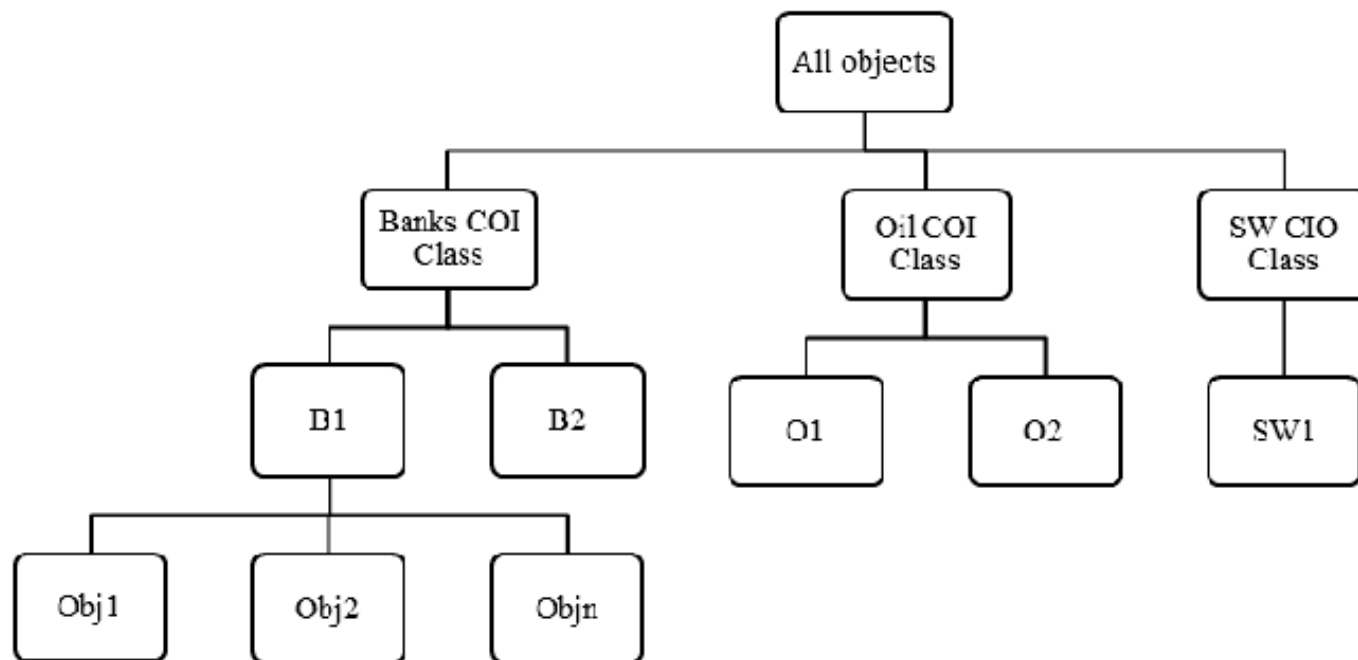 All objects
Banks COI
Class
Oil COI
Class
SW CIO
Class
B1
B2
O1
O2
SW1
Obj1
Obj2
Objn